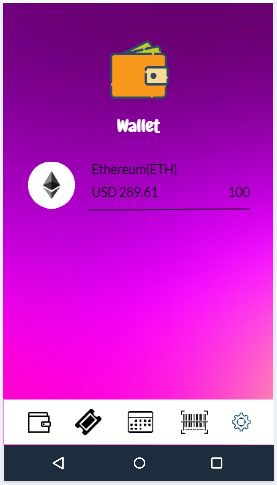 Wallet
Ethereum(ETH)
USD 289.61 100